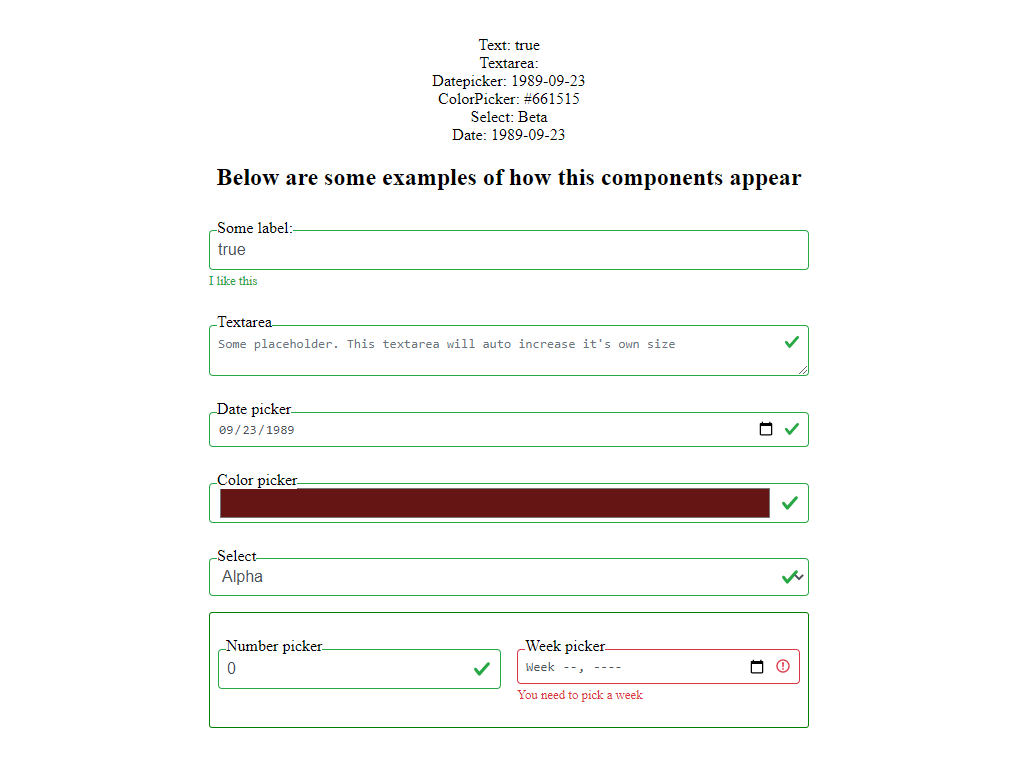 Text: true
Textarea:
Datepicker: 1989-09-23
ColorPicker: #661515
Select: Beta
Date: 1989-09-23
Below are some examples of how this components appear
Some label:
true
I like this
Textarea
Some placeholder. This textarea will auto increase it's own size
Date picker
09/23/1989
Color picker
Select
Alpha
Number picker
0
Week picker
Week --, ----
You need to pick a week